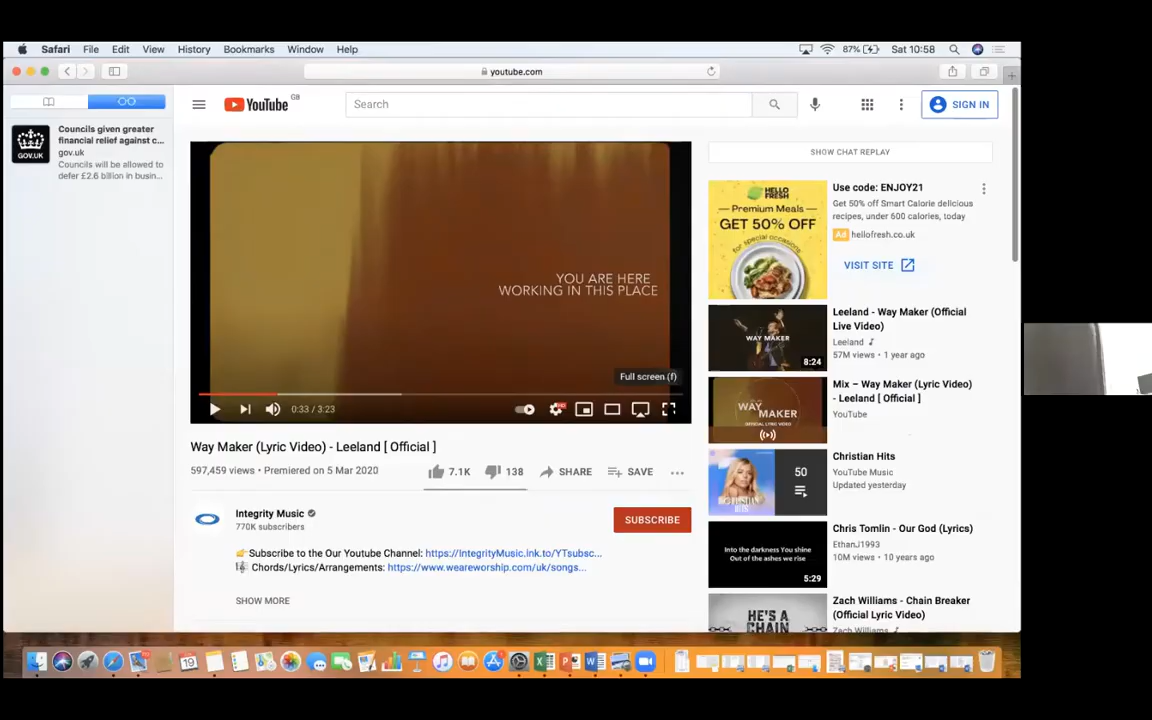 Safari File Edit View History Bookmarks Window Help 87% Sat 10:58
youtube.com
Councils given greater
financial relief against c...
gov.uk
Councils will be allowed to
defer £2.6 billion in busin...
GOV.UK
YouTube GB
Search
SIGN IN
YOU ARE HERE
WORKING IN THIS PLACE
Full screen (f)
0:33 / 3:23
HD
Way Maker (Lyric Video) - Leeland [ Official ]
597,459 views • Premiered on 5 Mar 2020
7.1K 138 SHARE SAVE
Integrity Music
770K subscribers
SUBSCRIBE
👉Subscribe to the Our Youtube Channel: https://IntegrityMusic.ink.to/YTsubsc...
🎼 Chords/Lyrics/Arrangements: https://www.weareworship.com/uk/songs...
SHOW MORE
SHOW CHAT REPLAY
HELLO
FRESH
Premium Meals
GET 50% OFF
for special occasions
Use code: ENJOY21
Get 50% off Smart Calorie delicious
recipes, under 600 calories, today
Ad hellofresh.co.uk
VISIT SITE
WAY MAKER
8:24
Leeland - Way Maker (Official
Live Video)
Leeland
57M views • 1 year ago
WAY
MAKER
Mix – Way Maker (Lyric Video)
- Leeland [ Official ]
YouTube
50
Christian Hits
YouTube Music
Updated yesterday
Into the darkness You shine
Out of the ashes we rise
5:29
Chris Tomlin - Our God (Lyrics)
EthanJ1993
10M views • 10 years ago
HE'S A
CHAIN
Zach Williams - Chain Breaker
(Official Lyric Video)
Zach Williams
19